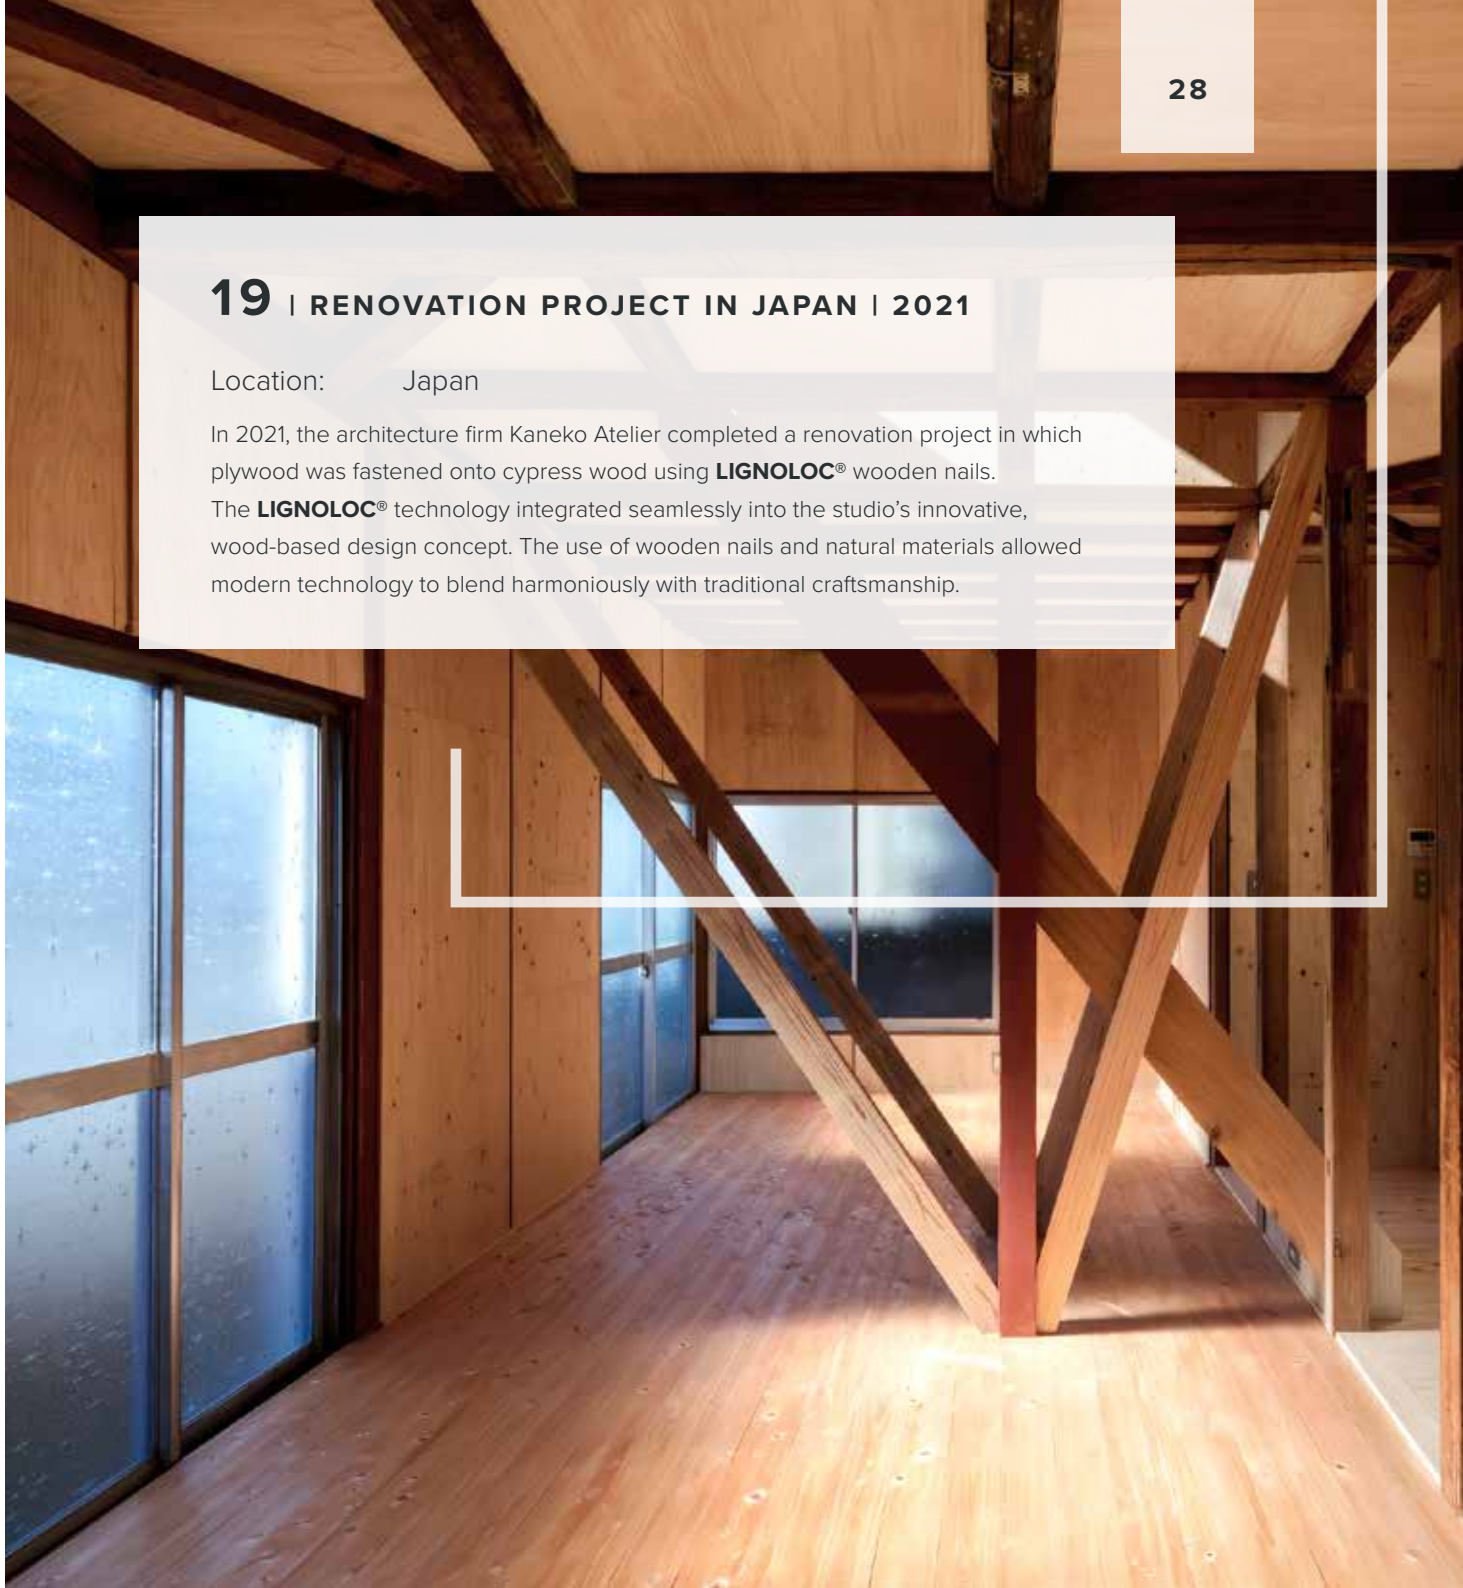 28
19 | RENOVATION PROJECT IN JAPAN | 2021
Location: Japan
In 2021, the architecture firm Kaneko Atelier completed a renovation project in which
plywood was fastened onto cypress wood using LIGNOLOC® wooden nails.
The LIGNOLOC® technology integrated seamlessly into the studio’s innovative,
wood-based design concept. The use of wooden nails and natural materials allowed
modern technology to blend harmoniously with traditional craftsmanship.